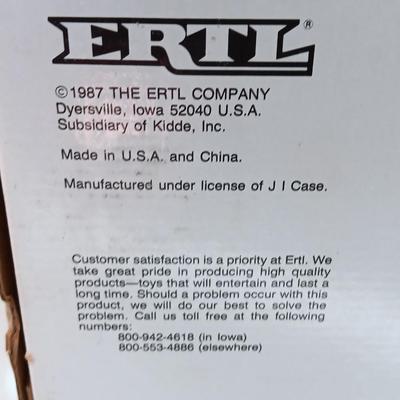 ERTL®
©1987 THE ERTL COMPANY
Dyersville, Iowa 52040 U.S.A.
Subsidiary of Kidde, Inc.
Made in U.S.A. and China.
Manufactured under license of J I Case.
Customer satisfaction is a priority at Ertl. We
take great pride in producing high quality
products—toys that will entertain and last a
long time. Should a problem occur with this
product, we will do our best to solve the
problem. Call us toll free at the following
numbers:
800-942-4618 (in Iowa)
800-553-4886 (elsewhere)